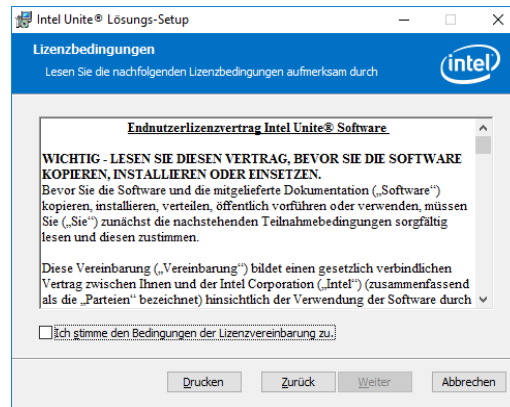 Intel Unite® Lösungs-Setup
Lizenzbedingungen
Lesen Sie die nachfolgenden Lizenzbedingungen aufmerksam durch
intel
Endnutzerlizenzvertrag Intel Unite® Software
WICHTIG - LESEN SIE DIESEN VERTRAG, BEVOR SIE DIE SOFTWARE
KOPIEREN, INSTALLIEREN ODER EINSETZEN.
Bevor Sie die Software und die mitgelieferte Dokumentation („Software”)
kopieren, installieren, verteilen, öffentlich vorführen oder verwenden, müssen
Sie („Sie”) zunächst die nachstehenden Teilnahmebedingungen sorgfältig
lesen und diesen zustimmen.
Diese Vereinbarung („Vereinbarung”) bildet einen gesetzlich verbindlichen
Vertrag zwischen Ihnen und der Intel Corporation („Intel”) (zusammenfassend
als die „Parteien” bezeichnet) hinsichtlich der Verwendung der Software durch
Ich stimme den Bedingungen der Lizenzvereinbarung zu.
Drucken
Zurück
Weiter
Abbrechen